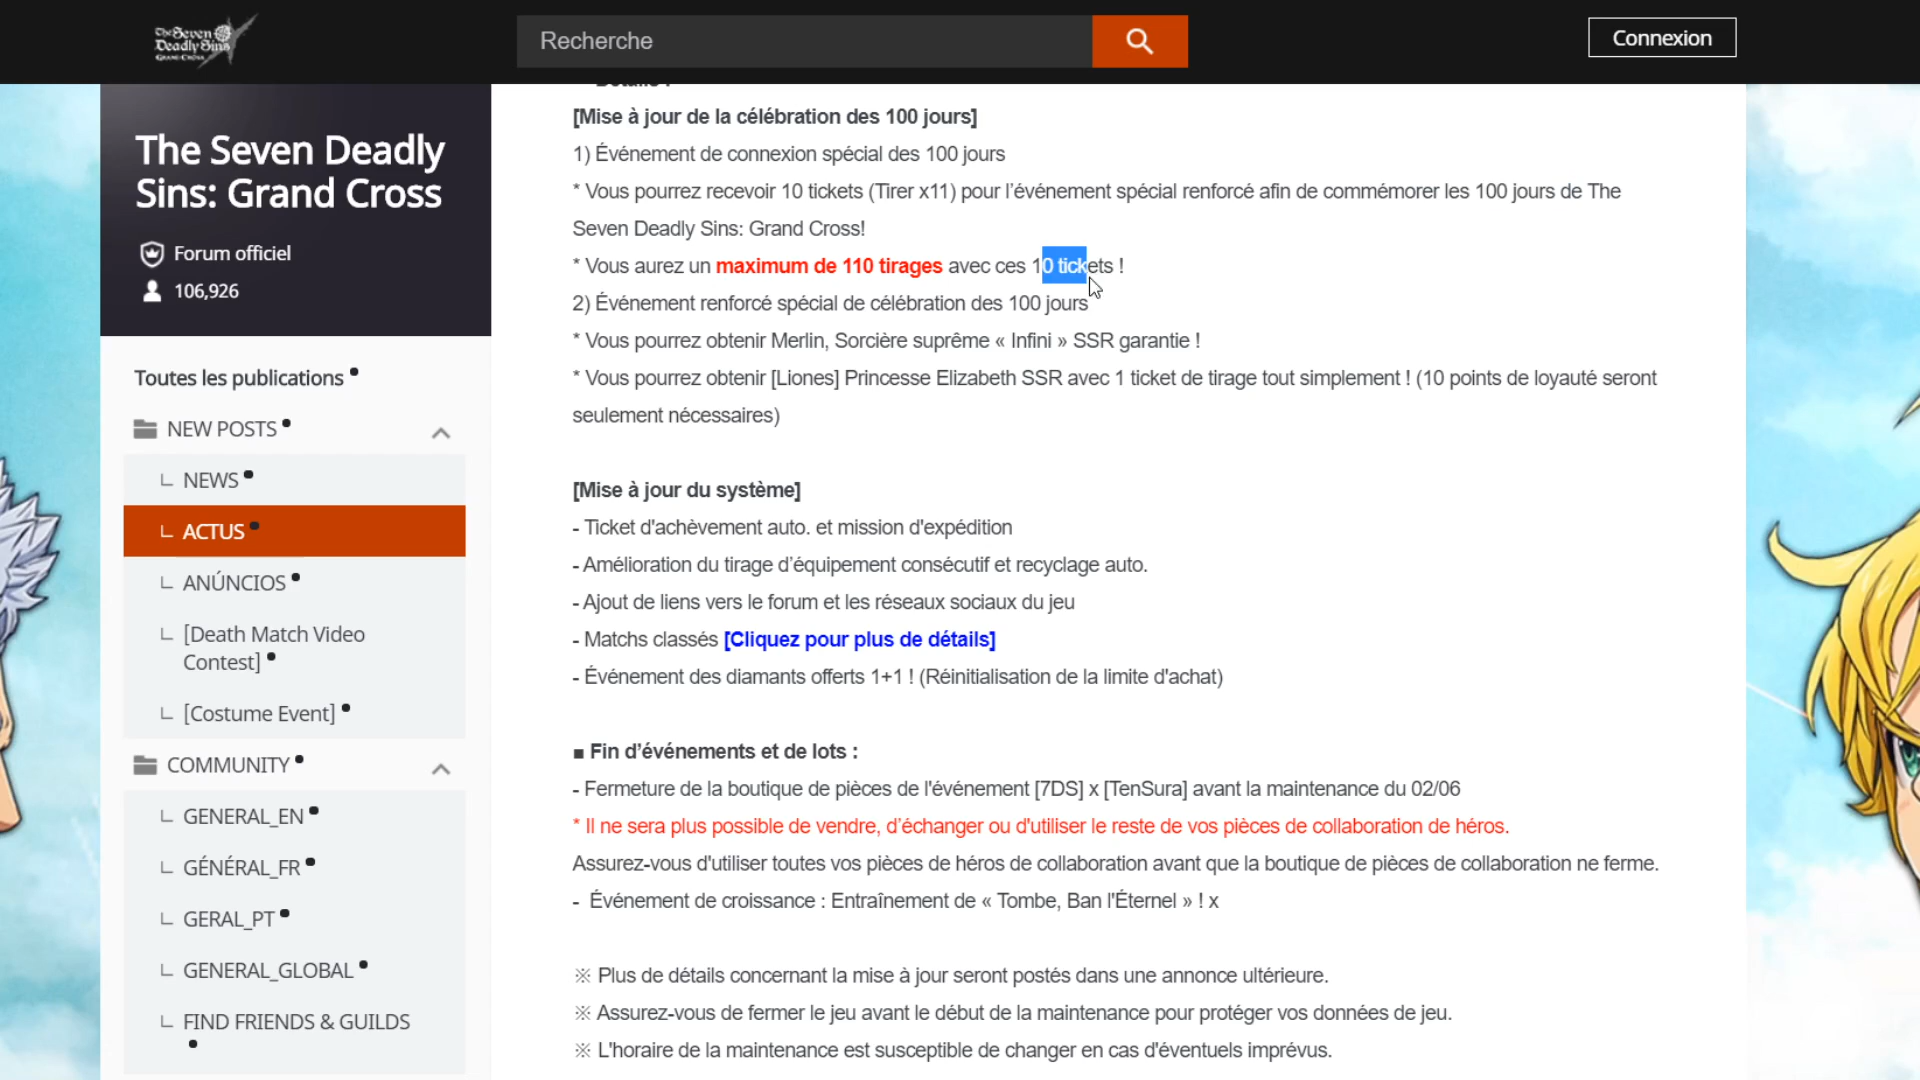 The Seven
Deadly Sins
GRAND CROSS
Recherche
Connexion
The Seven Deadly
Sins: Grand Cross
Forum officiel
106,926
Toutes les publications
NEW POSTS
NEWS
ACTUS
ANÚNCIOS
[Death Match Video
Contest]
[Costume Event]
COMMUNITY
GENERAL_EN
GÉNÉRAL_FR
GERAL_PT
GENERAL_GLOBAL
FIND FRIENDS & GUILDS
[Mise à jour de la célébration des 100 jours]
1) Événement de connexion spécial des 100 jours
* Vous pourrez recevoir 10 tickets (Tirer x11) pour l’événement spécial renforcé afin de commémorer les 100 jours de The
Seven Deadly Sins: Grand Cross!
* Vous aurez un maximum de 110 tirages avec ces 10 tickets !
2) Événement renforcé spécial de célébration des 100 jours
* Vous pourrez obtenir Merlin, Sorcière suprême « Infini » SSR garantie !
* Vous pourrez obtenir [Liones] Princesse Elizabeth SSR avec 1 ticket de tirage tout simplement ! (10 points de loyauté seront
seulement nécessaires)
[Mise à jour du système]
- Ticket d'achèvement auto. et mission d'expédition
- Amélioration du tirage d’équipement consécutif et recyclage auto.
- Ajout de liens vers le forum et les réseaux sociaux du jeu
- Matchs classés [Cliquez pour plus de détails]
- Événement des diamants offerts 1+1 ! (Réinitialisation de la limite d'achat)
■ Fin d’événements et de lots :
- Fermeture de la boutique de pièces de l'événement [7DS] x [TenSura] avant la maintenance du 02/06
* Il ne sera plus possible de vendre, d’échanger ou d'utiliser le reste de vos pièces de collaboration de héros.
Assurez-vous d'utiliser toutes vos pièces de héros de collaboration avant que la boutique de pièces de collaboration ne ferme.
- Événement de croissance : Entraînement de « Tombe, Ban l'Éternel » ! x
※ Plus de détails concernant la mise à jour seront postés dans une annonce ultérieure.
※ Assurez-vous de fermer le jeu avant le début de la maintenance pour protéger vos données de jeu.
※ L'horaire de la maintenance est susceptible de changer en cas d'éventuels imprévus.